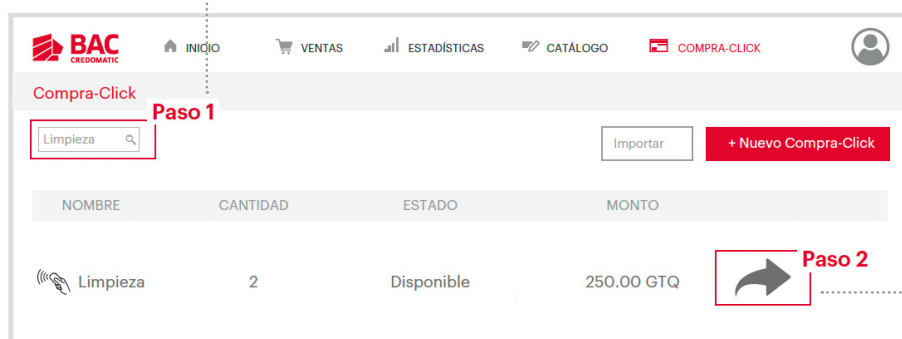 BAC
CREDOMATIC
INICIO
VENTAS
ESTADÍSTICAS
CATÁLOGO
COMPRA-CLICK
Compra-Click
Paso 1
Limpieza
Importar
+ Nuevo Compra-Click
NOMBRE CANTIDAD ESTADO MONTO
Limpieza 2 Disponible 250.00 GTQ
Paso 2